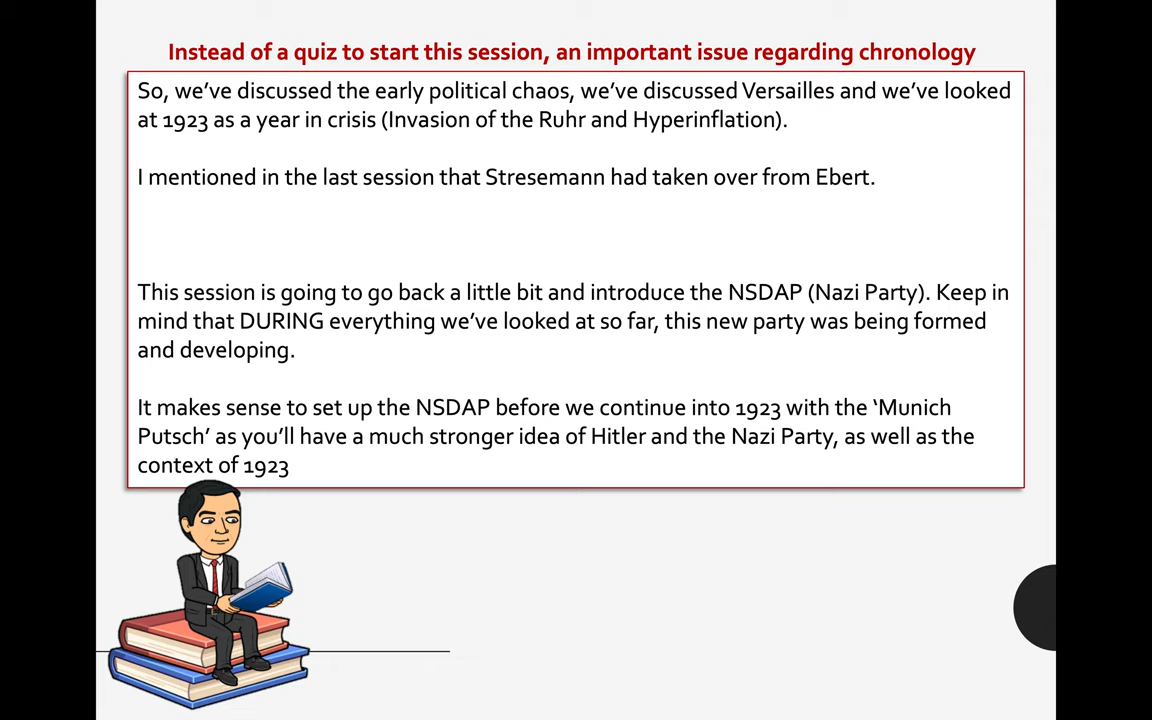 Instead of a quiz to start this session, an important issue regarding chronology
So, we’ve discussed the early political chaos, we’ve discussed Versailles and we’ve looked
at 1923 as a year in crisis (Invasion of the Ruhr and Hyperinflation).
I mentioned in the last session that Stresemann had taken over from Ebert.
This session is going to go back a little bit and introduce the NSDAP (Nazi Party). Keep in
mind that DURING everything we’ve looked at so far, this new party was being formed
and developing.
It makes sense to set up the NSDAP before we continue into 1923 with the ‘Munich
Putsch’ as you’ll have a much stronger idea of Hitler and the Nazi Party, as well as the
context of 1923